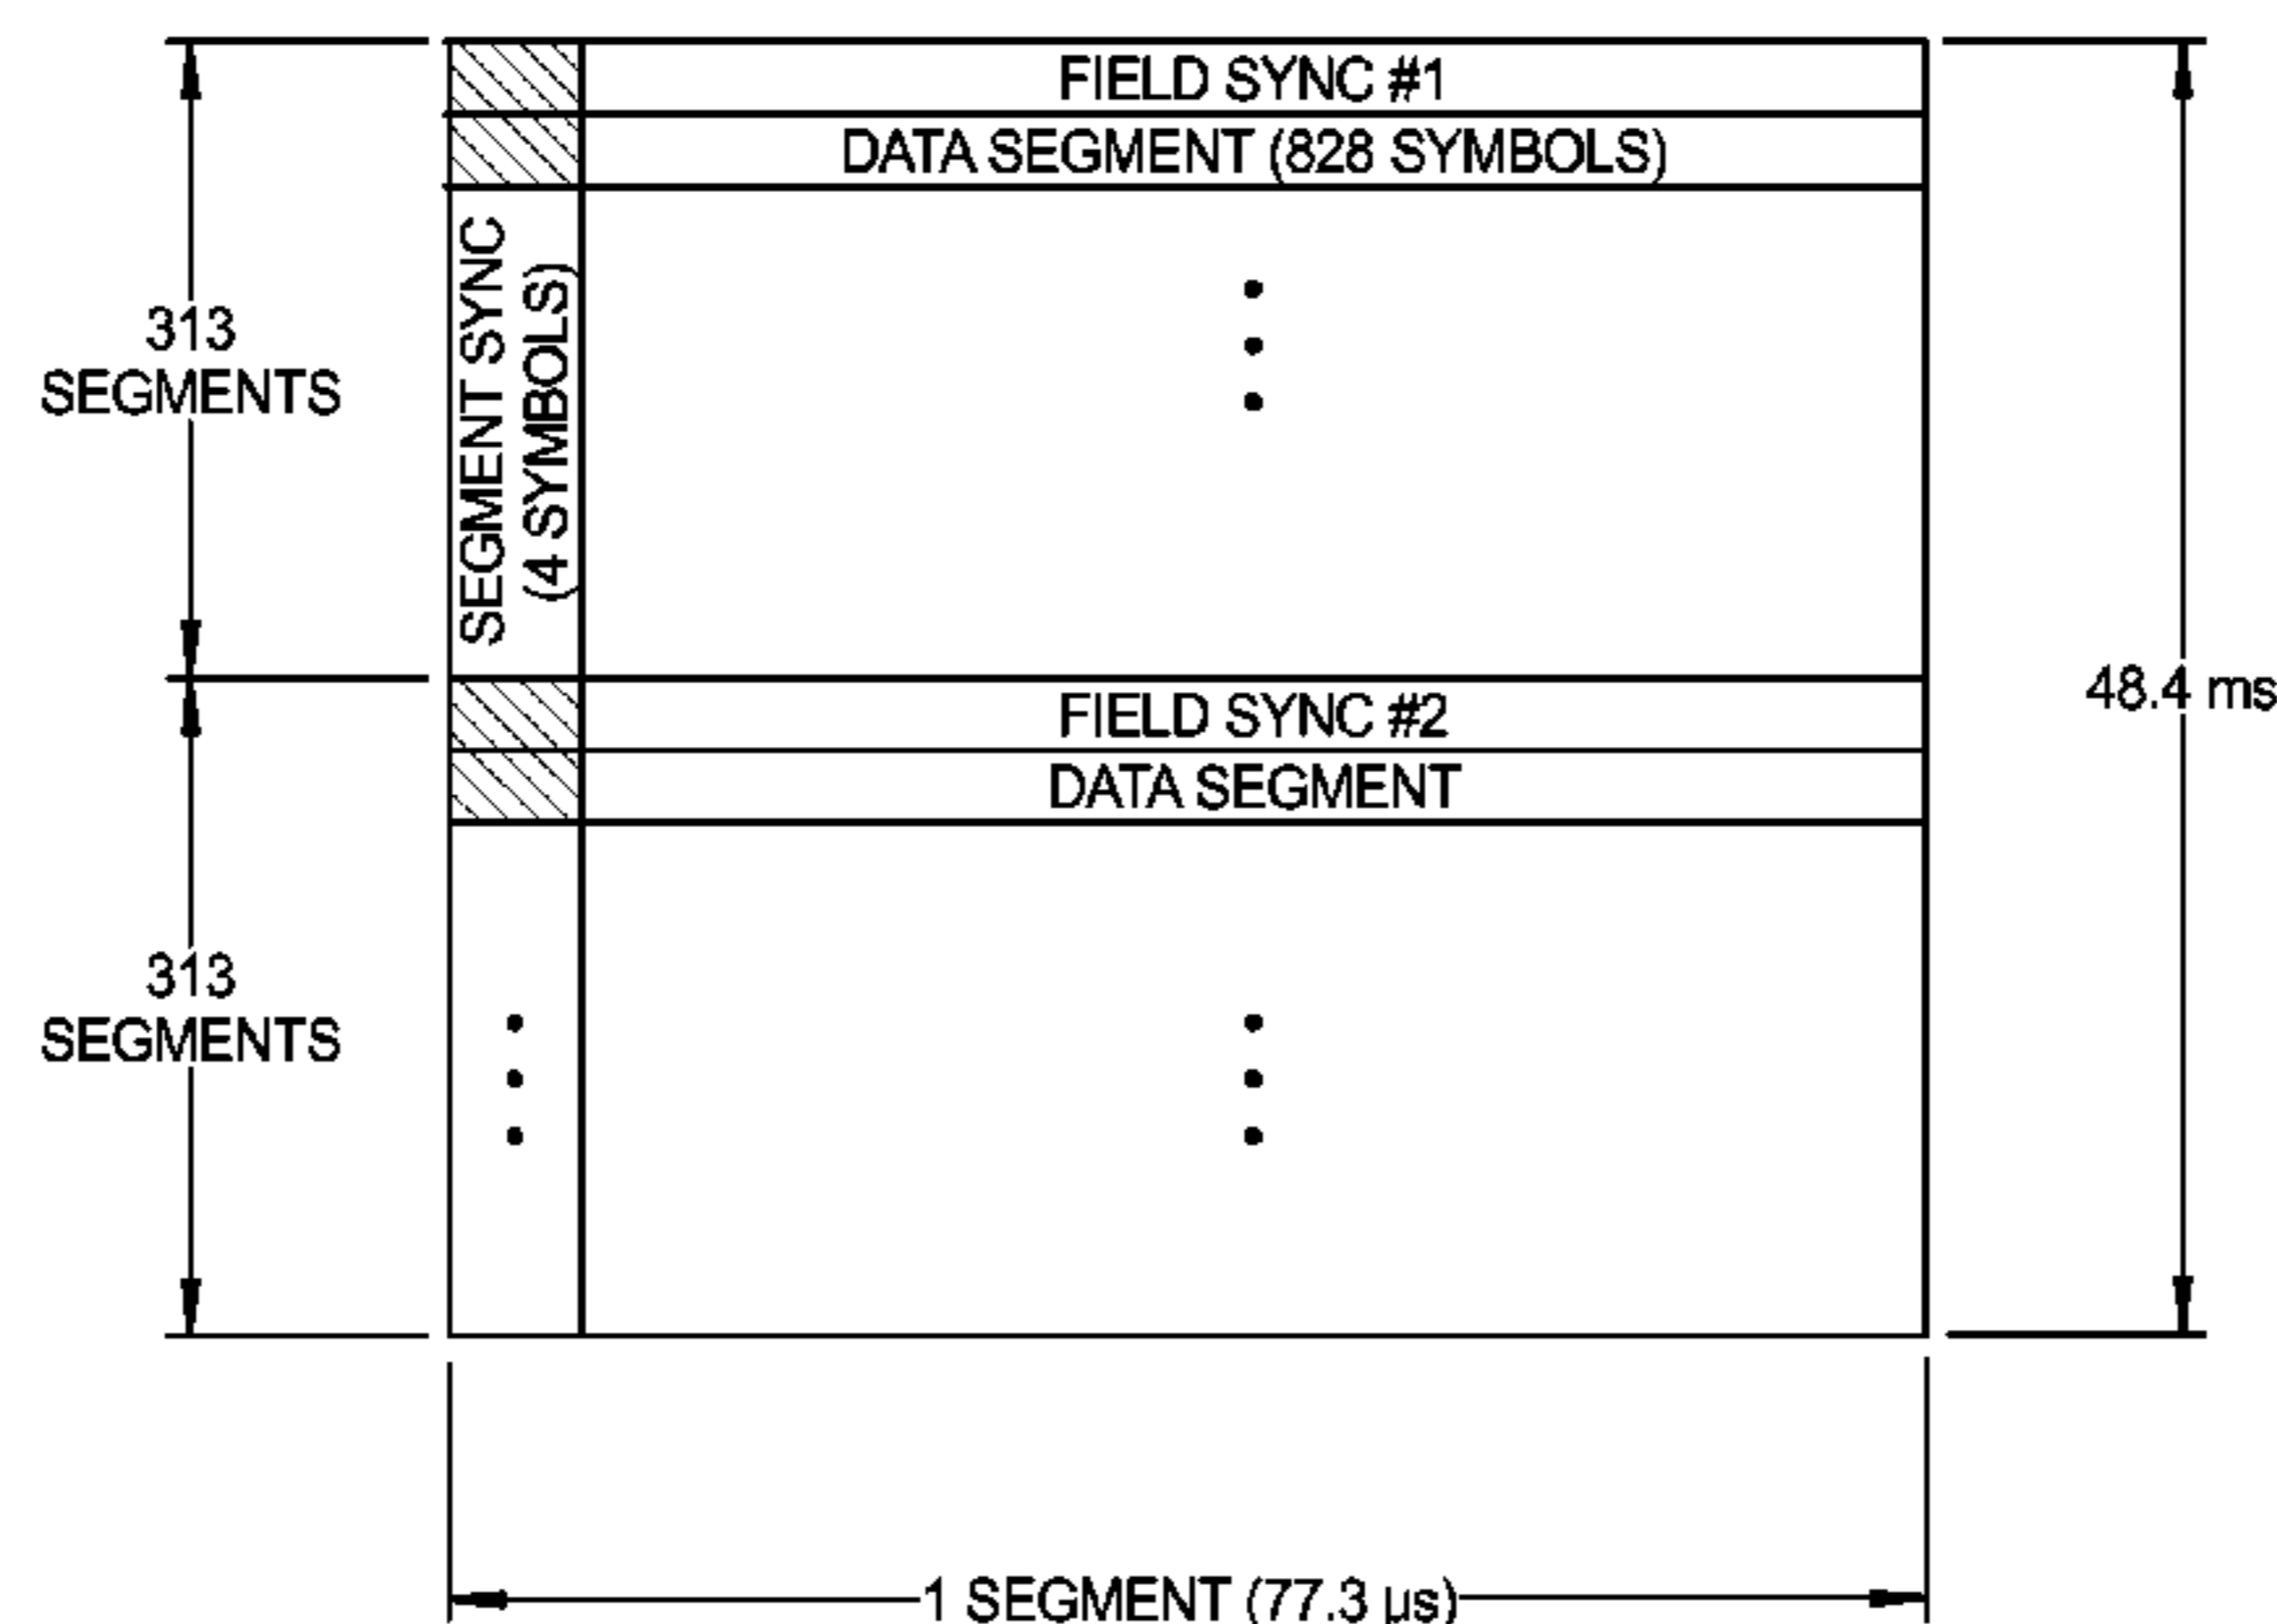 FIELD SYNC #1
DATA SEGMENT (828 SYMBOLS)
SEGMENT SYNC
(4 SYMBOLS)
313
SEGMENTS
FIELD SYNC #2
DATA SEGMENT
48.4 ms
313
SEGMENTS
1 SEGMENT (77.3 µs)